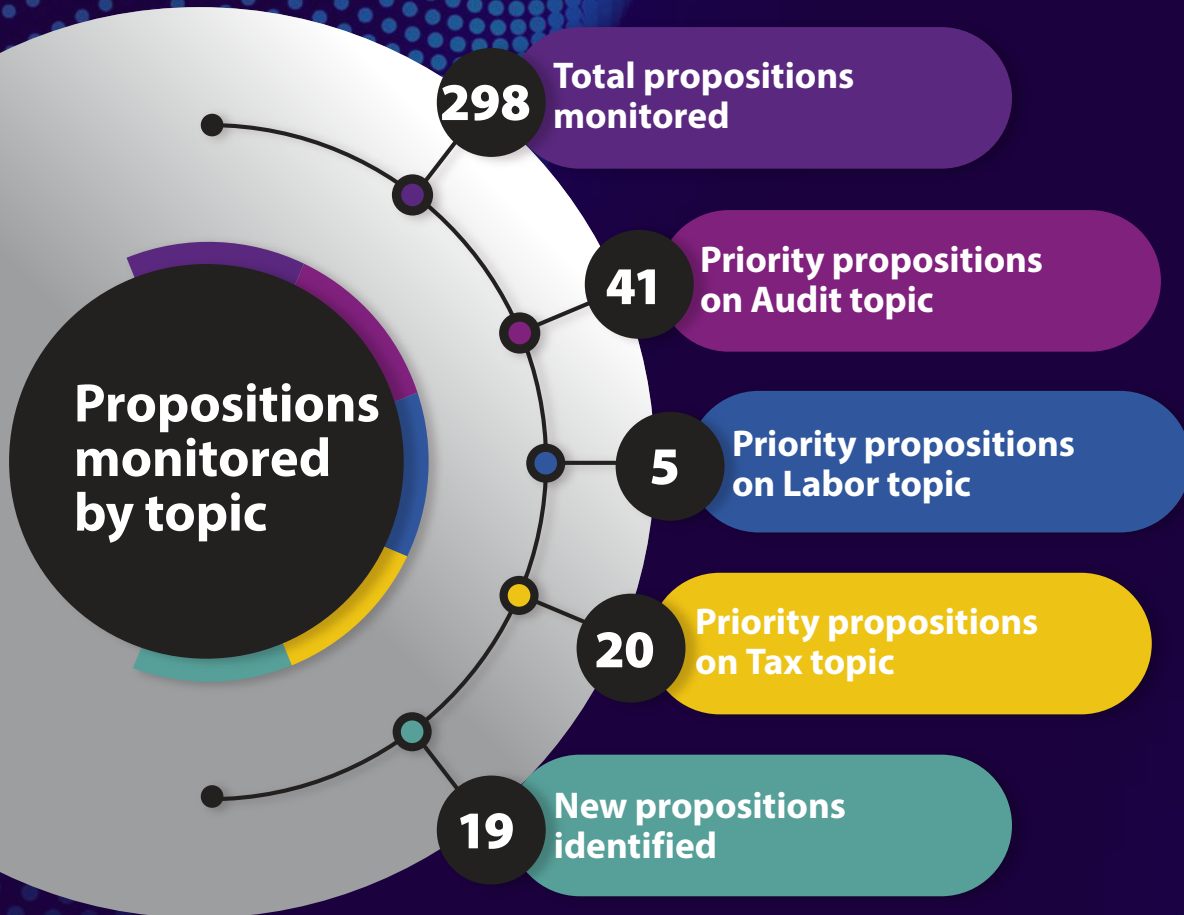 Propositions
monitored
by topic
298
Total propositions
monitored
41
Priority propositions
on Audit topic
5
Priority propositions
on Labor topic
20
Priority propositions
on Tax topic
19
New propositions
identified